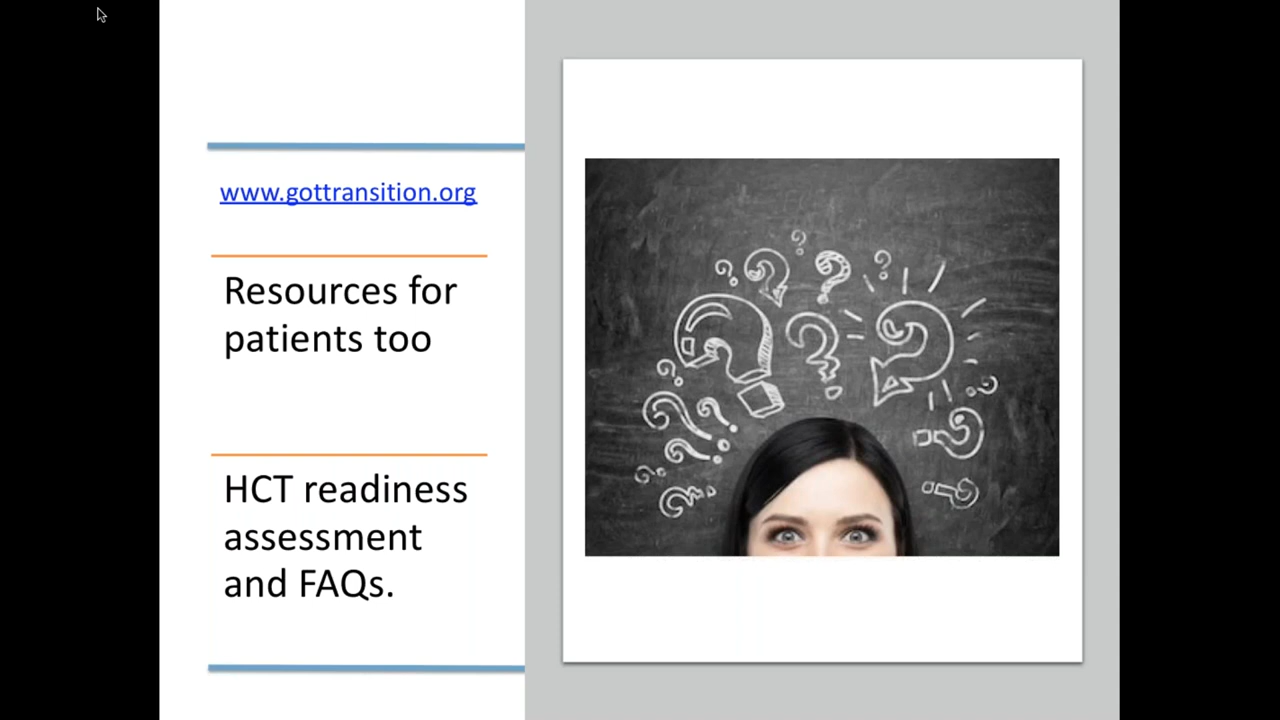 www.gottransition.org
Resources for
patients too
HCT readiness
assessment
and FAQs.